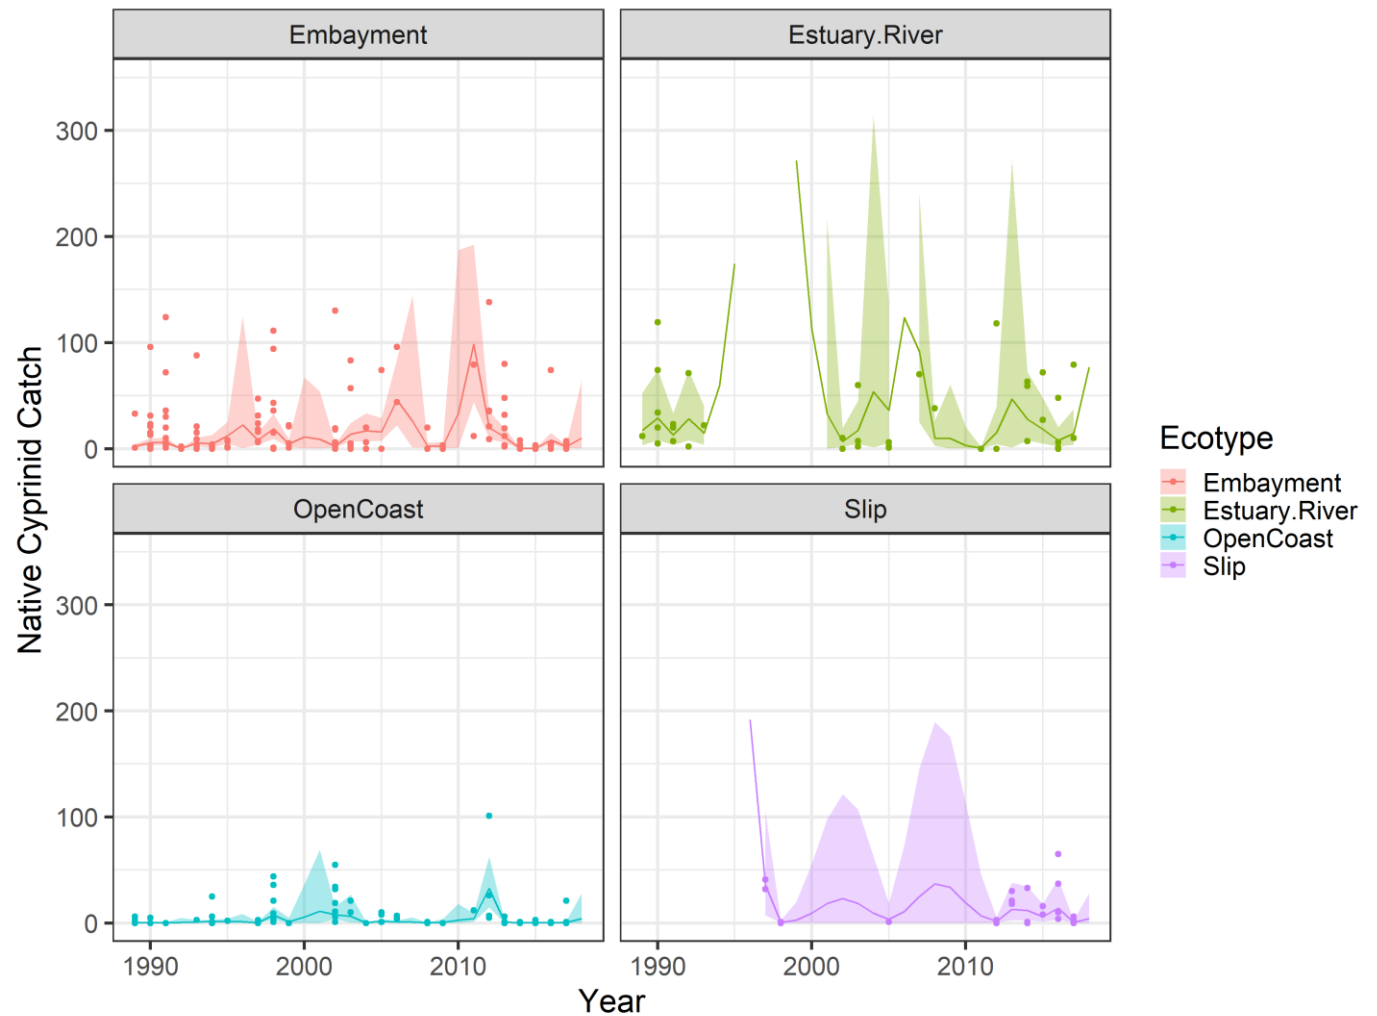 Embayment
Estuary.River
300
200
100
0
OpenCoast
Slip
300
200
100
0
Native Cyprinid Catch
1990
2000
2010
1990
2000
2010
Year
Ecotype
Embayment
Estuary.River
OpenCoast
Slip